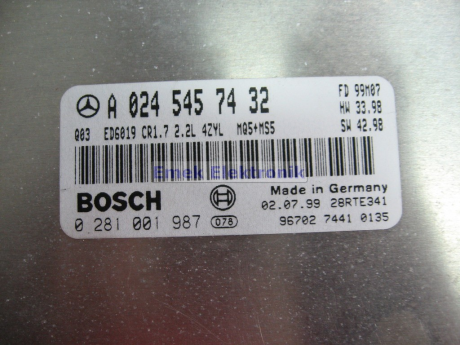 A 024 545 74 32
FD 99M07
HW 33.98
SW 42.98
Q03 EDG019 CR1.7 2.2L 4ZYL MQ5+MS5
Emek Elektronik
BOSCH
Made in Germany
0 281 001 987 078
02.07.99 28RTE341
96702 7441 0135